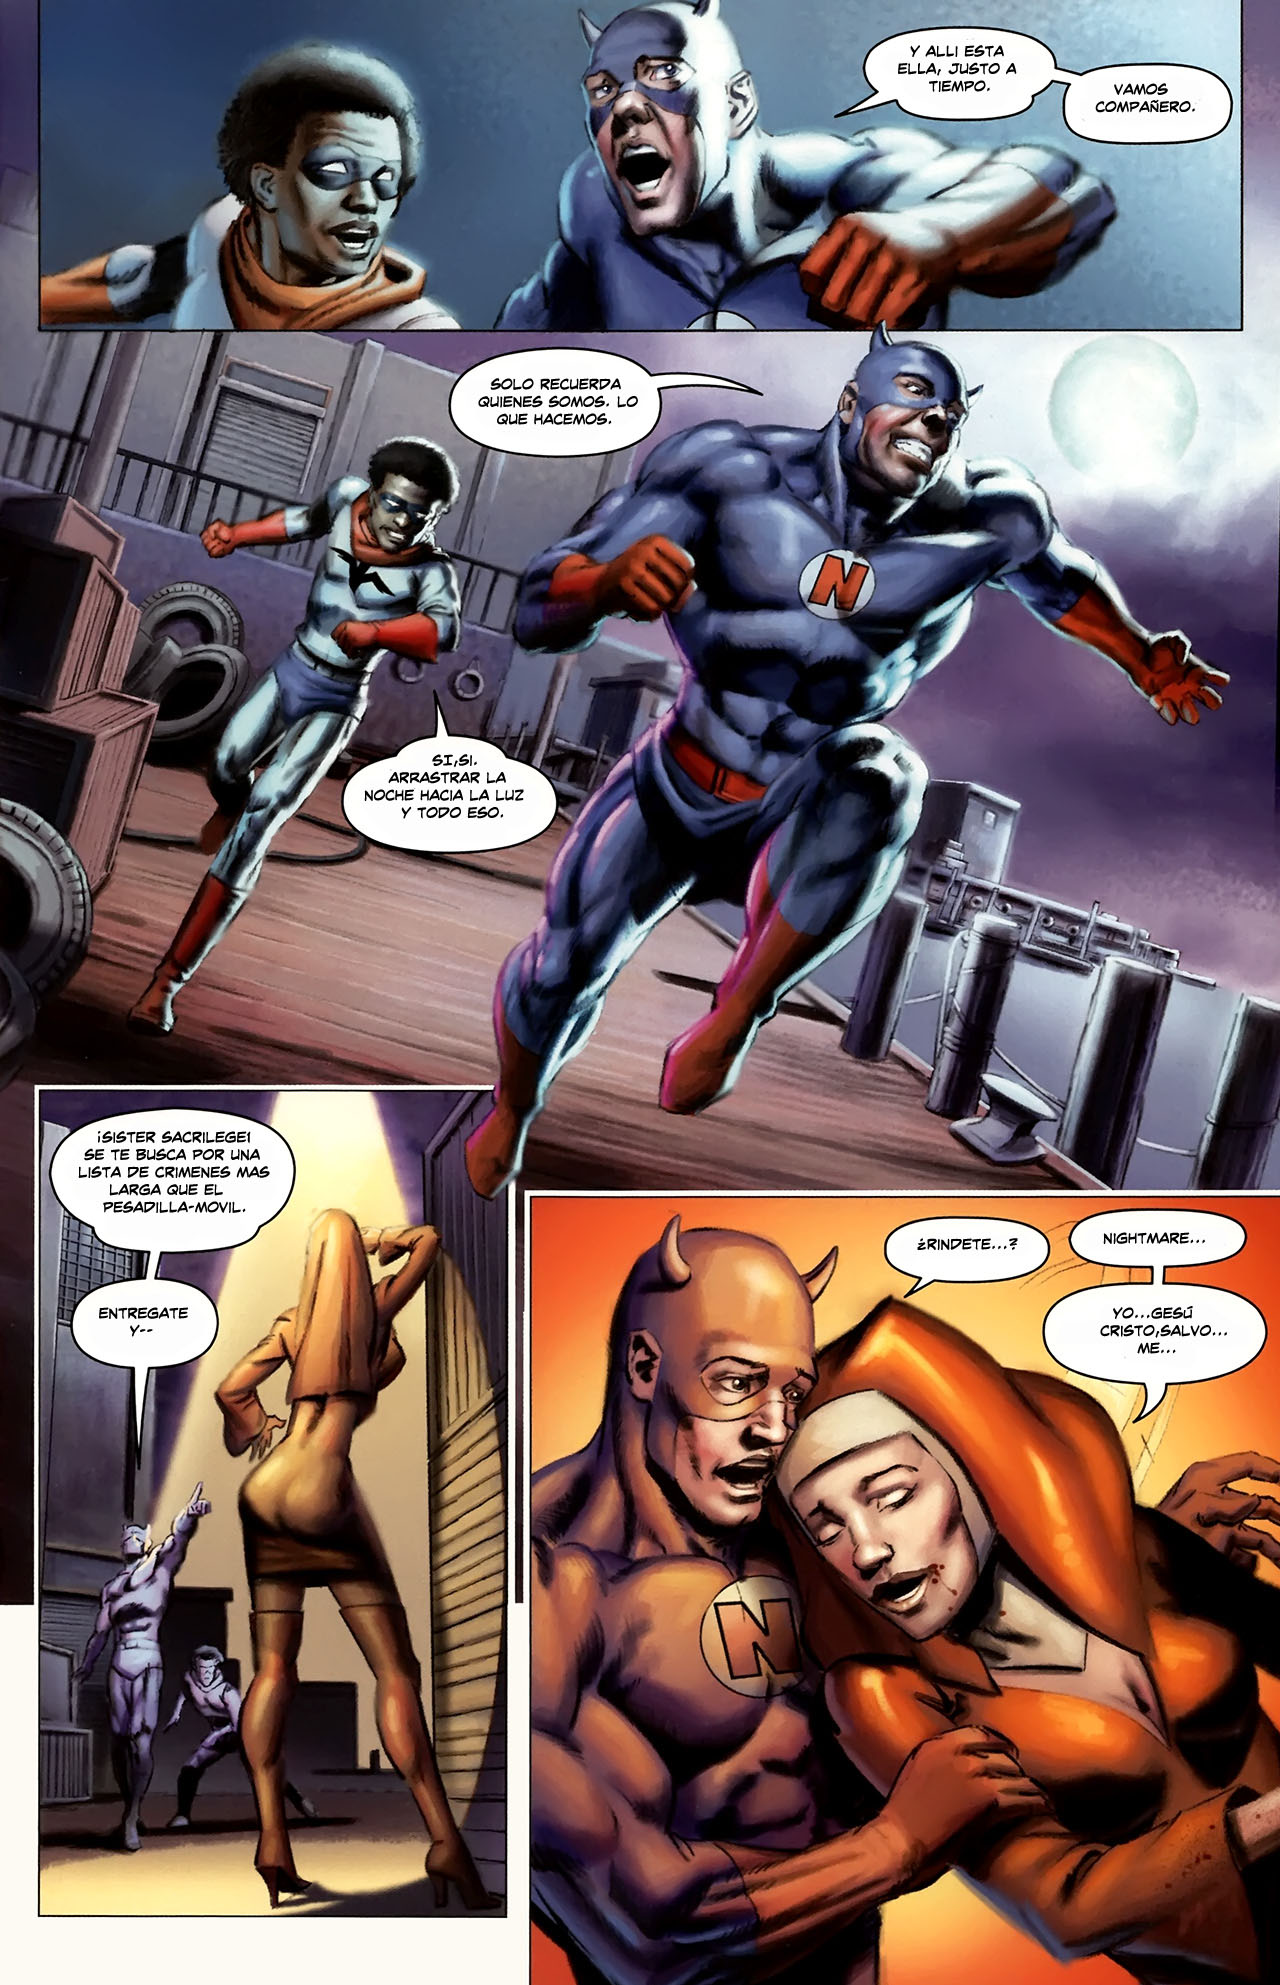 Y ALLI ESTA
ELLA, JUSTO A
TIEMPO.
VAMOS
COMPAÑERO.
SOLO RECUERDA
QUIENES SOMOS. LO
QUE HACEMOS.
N
SI,SI.
ARRASTRAR LA
NOCHE HACIA LA LUZ
Y TODO ESO.
¡SISTER SACRILEGE!
SE TE BUSCA POR UNA
LISTA DE CRIMENES MAS
LARGA QUE EL
PESADILLA-MOVIL.
ENTREGATE
Y--
¿RINDETE...?
NIGHTMARE...
YO...GESÚ
CRISTO,SALVO...
ME...
N